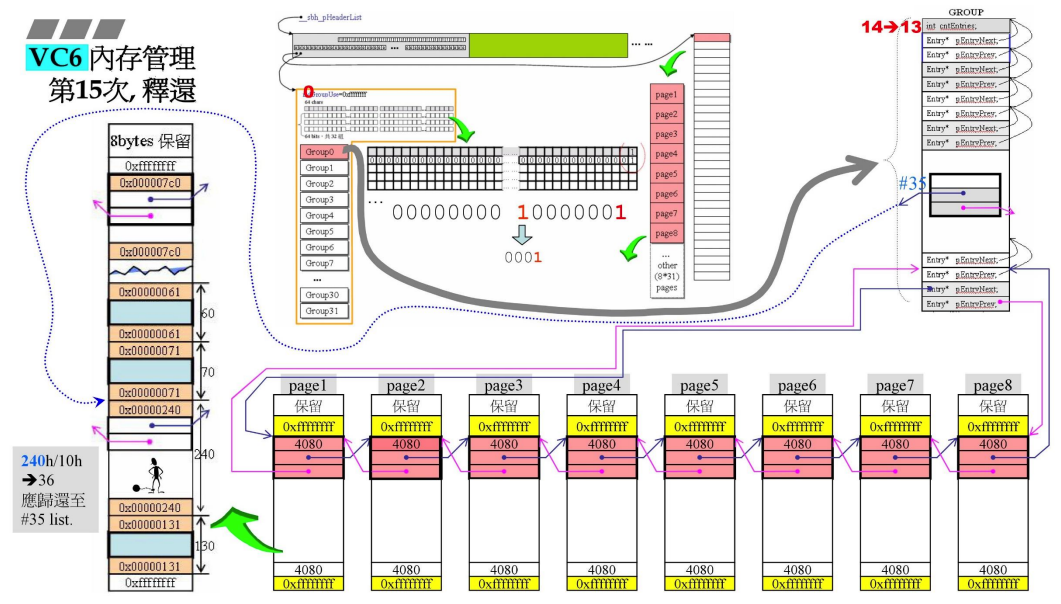 VC6 內存管理
第15次, 釋還
_sbh_pHeaderList
... ...
64 chars
64 bits，共 32 組
0
Group0
Group1
Group2
Group3
Group4
Group5
Group6
Group7
...
Group30
Group31
...
00000000 10000001
0001
page1
page2
page3
page4
page5
page6
page7
page8
...
other
(8*31)
pages
GROUP
14→13
int cntEntries;
Entry* pEntryNext;
Entry* pEntryPrev;
Entry* pEntryNext;
Entry* pEntryPrev;
Entry* pEntryNext;
Entry* pEntryPrev;
Entry* pEntryNext;
Entry* pEntryPrev;
#35
Entry* pEntryNext;
Entry* pEntryPrev;
Entry* pEntryNext;
Entry* pEntryPrev;
8bytes 保留
0xffffffff
0x000007c0
0x000007c0
0x00000061
60
0x00000061
0x00000071
70
0x00000071
0x00000240
240
0x00000240
0x00000131
130
0x00000131
0xffffffff
240h/10h
→36
應歸還至
#35 list.
page1 page2 page3 page4 page5 page6 page7 page8
保留 保留 保留 保留 保留 保留 保留 保留
0xffffffff 0xffffffff 0xffffffff 0xffffffff 0xffffffff 0xffffffff 0xffffffff 0xffffffff
4080 4080 4080 4080 4080 4080 4080 4080
4080 4080 4080 4080 4080 4080 4080 4080
0xffffffff 0xffffffff 0xffffffff 0xffffffff 0xffffffff 0xffffffff 0xffffffff 0xffffffff